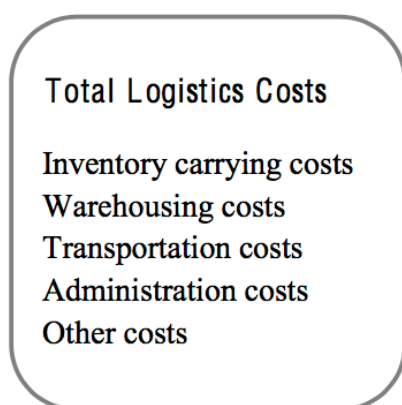 Total Logistics Costs
Inventory carrying costs
Warehousing costs
Transportation costs
Administration costs
Other costs